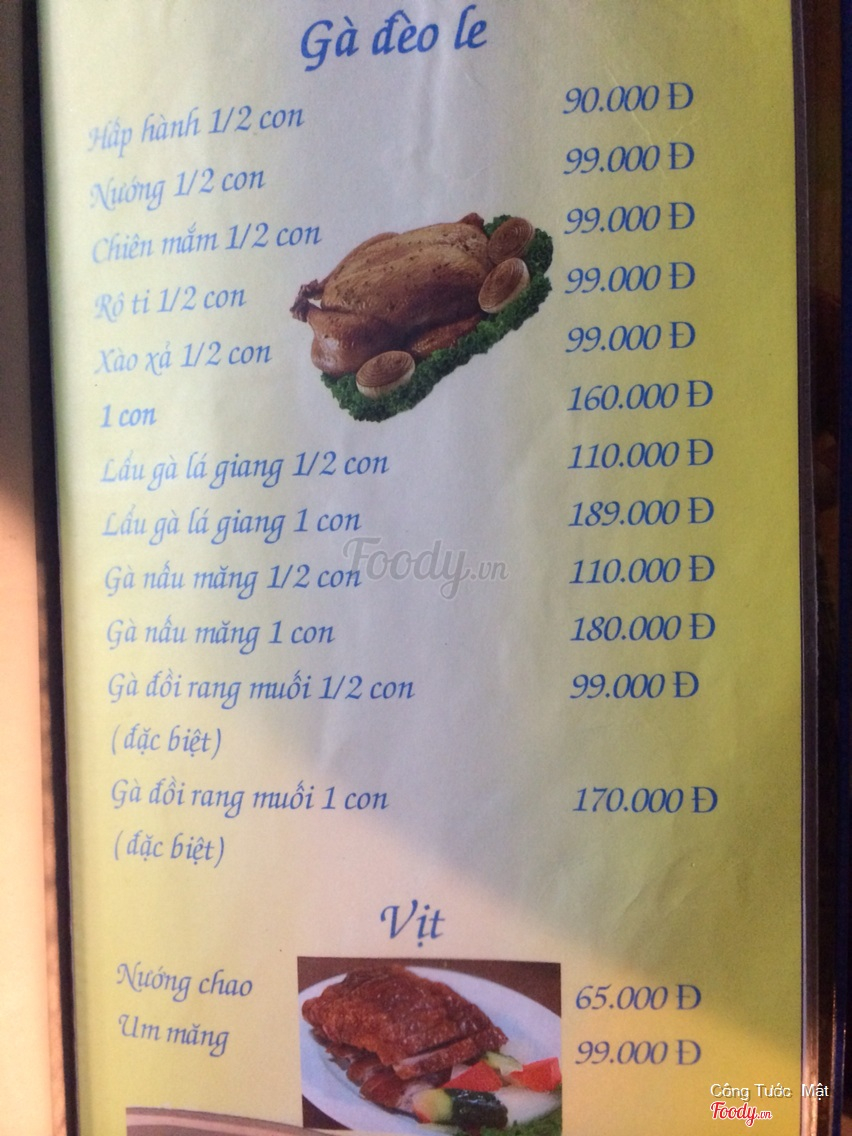 Gà đèo le
Hấp hành 1/2 con 90.000 Đ
Nướng 1/2 con 99.000 Đ
Chiên mắm 1/2 con 99.000 Đ
Rô ti 1/2 con 99.000 Đ
Xào xả 1/2 con 99.000 Đ
1 con 160.000 Đ
Lẩu gà lá giang 1/2 con 110.000 Đ
Lẩu gà lá giang 1 con 189.000 Đ
Foody.vn
Gà nấu măng 1/2 con 110.000 Đ
Gà nấu măng 1 con 180.000 Đ
Gà đồi rang muối 1/2 con 99.000 Đ
(đặc biệt)
Gà đồi rang muối 1 con 170.000 Đ
(đặc biệt)
Vịt
Nướng chao 65.000 Đ
Um măng 99.000 Đ
Công Tước Mật
Foody.vn